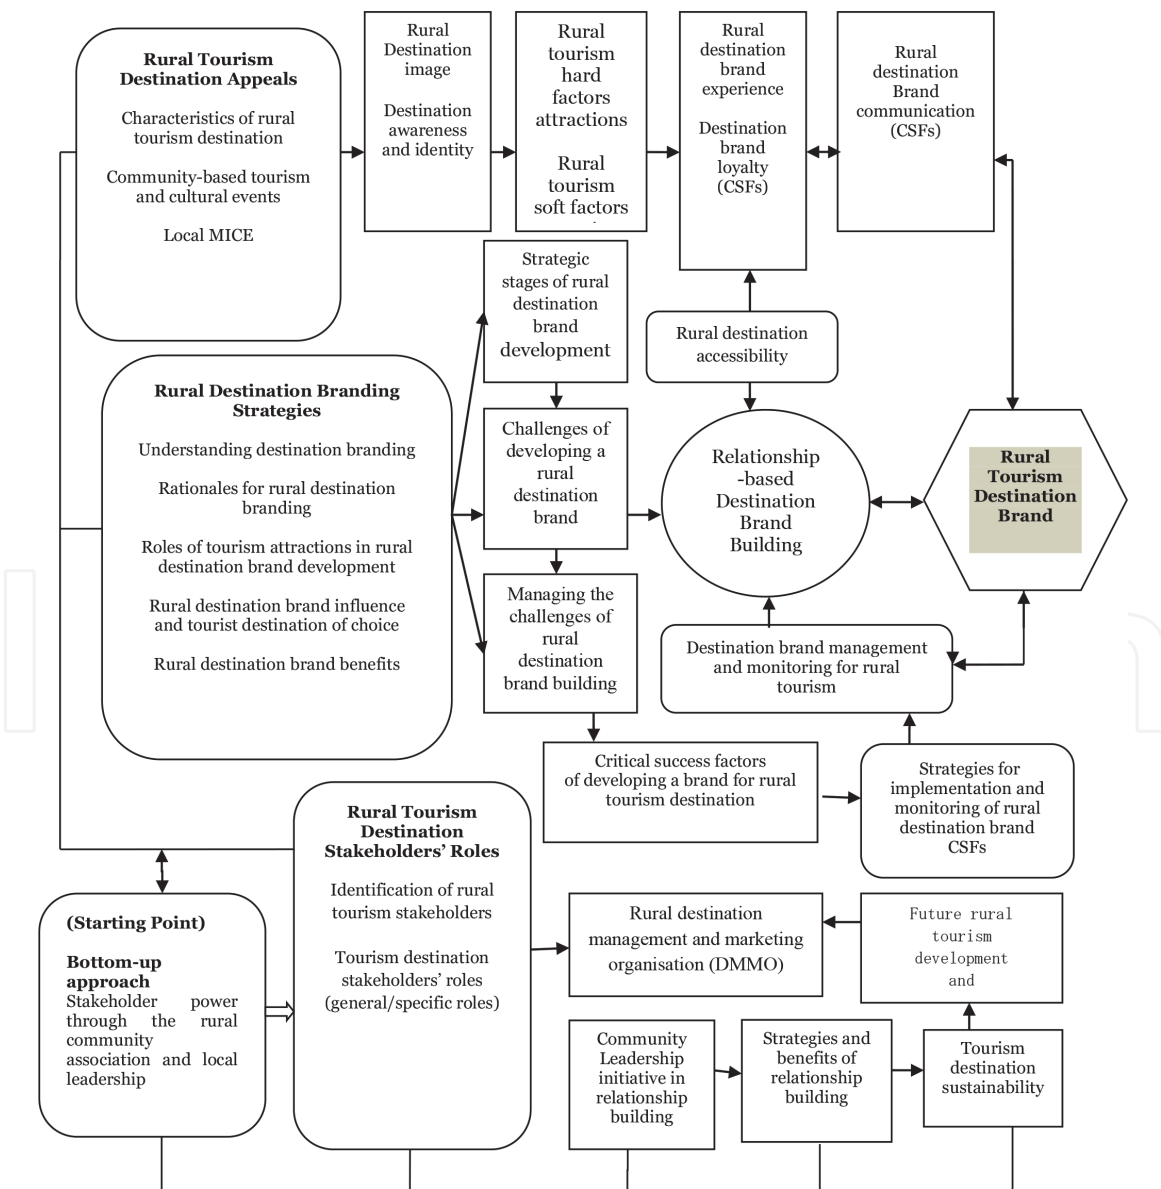 Rural Tourism
Destination Appeals
Characteristics of rural
tourism destination
Community-based tourism
and cultural events
Local MICE
Rural
Destination
image
Destination
awareness
and identity
Rural
tourism
hard
factors
attractions
Rural
tourism
soft factors
Rural
destination
brand
experience
Destination
brand
loyalty
(CSFs)
Rural
destination
Brand
communication
(CSFs)
Strategic
stages of rural
destination
brand
development
Rural destination
accessibility
Rural Destination Branding
Strategies
Understanding destination branding
Rationales for rural destination
branding
Roles of tourism attractions in rural
destination brand development
Rural destination brand influence
and tourist destination of choice
Rural destination brand benefits
Challenges of
developing a
rural
destination
brand
Relationship
-based
Destination
Brand
Building
Rural
Tourism
Destination
Brand
Managing the
challenges of
rural
destination
brand building
Destination brand management
and monitoring for rural
tourism
Critical success factors
of developing a brand for rural
tourism destination
Strategies for
implementation and
monitoring of rural
destination brand
CSFs
Rural Tourism
Destination
Stakeholders’ Roles
Identification of rural
tourism stakeholders
Tourism destination
stakeholders’ roles
(general/specific roles)
(Starting Point)
Bottom-up
approach
Stakeholder power
through the rural
community
association and local
leadership
Rural destination
management and marketing
organisation (DMMO)
Future rural
tourism
development
and
Community
Leadership
initiative in
relationship
building
Strategies and
benefits of
relationship
building
Tourism
destination
sustainability